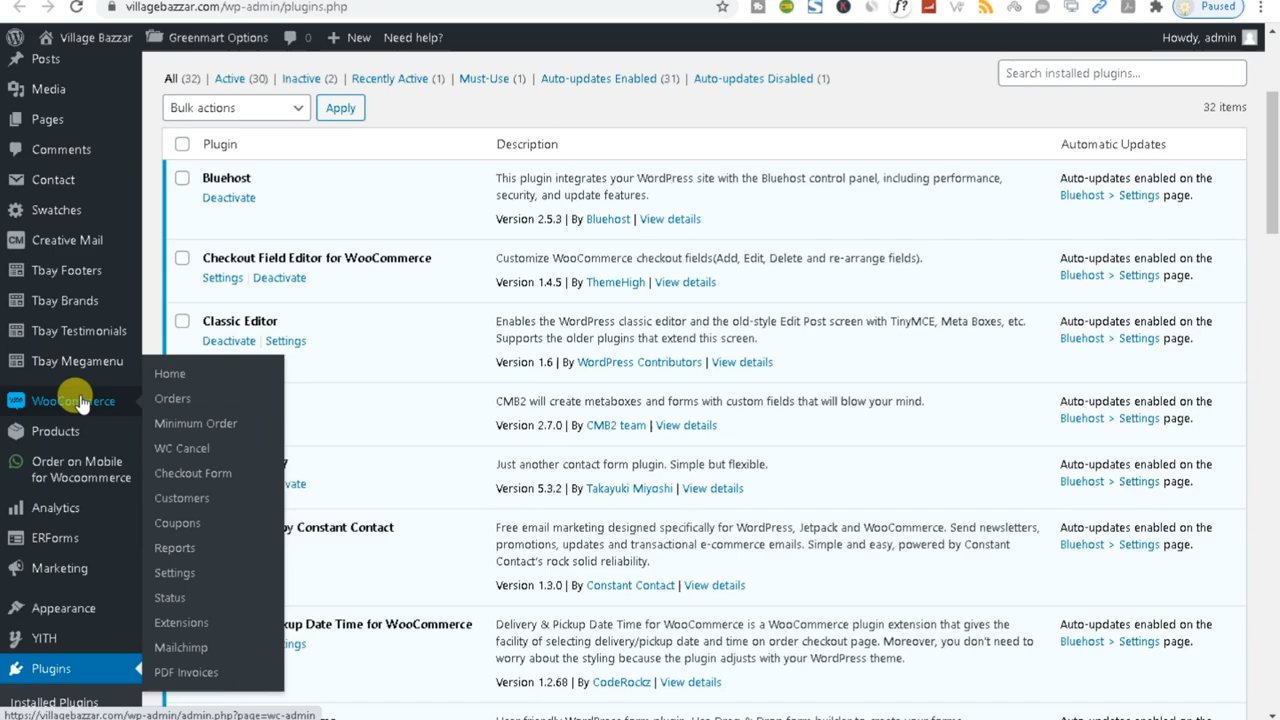 villagebazzar.com/wp-admin/plugins.php
Paused
Village Bazzar
Greenmart Options
0
New
Need help?
Howdy, admin
Posts
Media
Pages
Comments
Contact
Swatches
Creative Mail
Tbay Footers
Tbay Brands
Tbay Testimonials
Tbay Megamenu
WooCommerce
Products
Order on Mobile
for Wocoommerce
Analytics
ERForms
Marketing
Appearance
YITH
Plugins
Installed Plugins
Home
Orders
Minimum Order
WC Cancel
Checkout Form
Customers
Coupons
Reports
Settings
Status
Extensions
Mailchimp
PDF Invoices
All (32) | Active (30) | Inactive (2) | Recently Active (1) | Must-Use (1) | Auto-updates Enabled (31) | Auto-updates Disabled (1)
Search installed plugins...
Bulk actions
Apply
32 items
Plugin
Description
Automatic Updates
Bluehost
Deactivate
This plugin integrates your WordPress site with the Bluehost control panel, including performance,
security, and update features.
Version 2.5.3 | By Bluehost | View details
Auto-updates enabled on the
Bluehost > Settings page.
Checkout Field Editor for WooCommerce
Settings | Deactivate
Customize WooCommerce checkout fields(Add, Edit, Delete and re-arrange fields).
Version 1.4.5 | By ThemeHigh | View details
Auto-updates enabled on the
Bluehost > Settings page.
Classic Editor
Deactivate | Settings
Enables the WordPress classic editor and the old-style Edit Post screen with TinyMCE, Meta Boxes, etc.
Supports the older plugins that extend this screen.
Version 1.6 | By WordPress Contributors | View details
Auto-updates enabled on the
Bluehost > Settings page.
CMB2 will create metaboxes and forms with custom fields that will blow your mind.
Version 2.7.0 | By CMB2 team | View details
Auto-updates enabled on the
Bluehost > Settings page.
7
vate
Just another contact form plugin. Simple but flexible.
Version 5.3.2 | By Takayuki Miyoshi | View details
Auto-updates enabled on the
Bluehost > Settings page.
by Constant Contact
Free email marketing designed specifically for WordPress, Jetpack and WooCommerce. Send newsletters,
promotions, updates and transactional e-commerce emails. Simple and easy, powered by Constant
Contact's rock solid reliability.
Version 1.3.0 | By Constant Contact | View details
Auto-updates enabled on the
Bluehost > Settings page.
kup Date Time for WooCommerce
ings
Delivery & Pickup Date Time for WooCommerce is a WooCommerce plugin extension that gives the
facility of selecting delivery/pickup date and time on order checkout page. Moreover, you don't need to
worry about the styling because the plugin adjusts with your WordPress theme.
Version 1.2.68 | By CodeRockz | View details
Auto-updates enabled on the
Bluehost > Settings page.
https://villagebazzar.com/wp-admin/admin.php?page=wc-admin